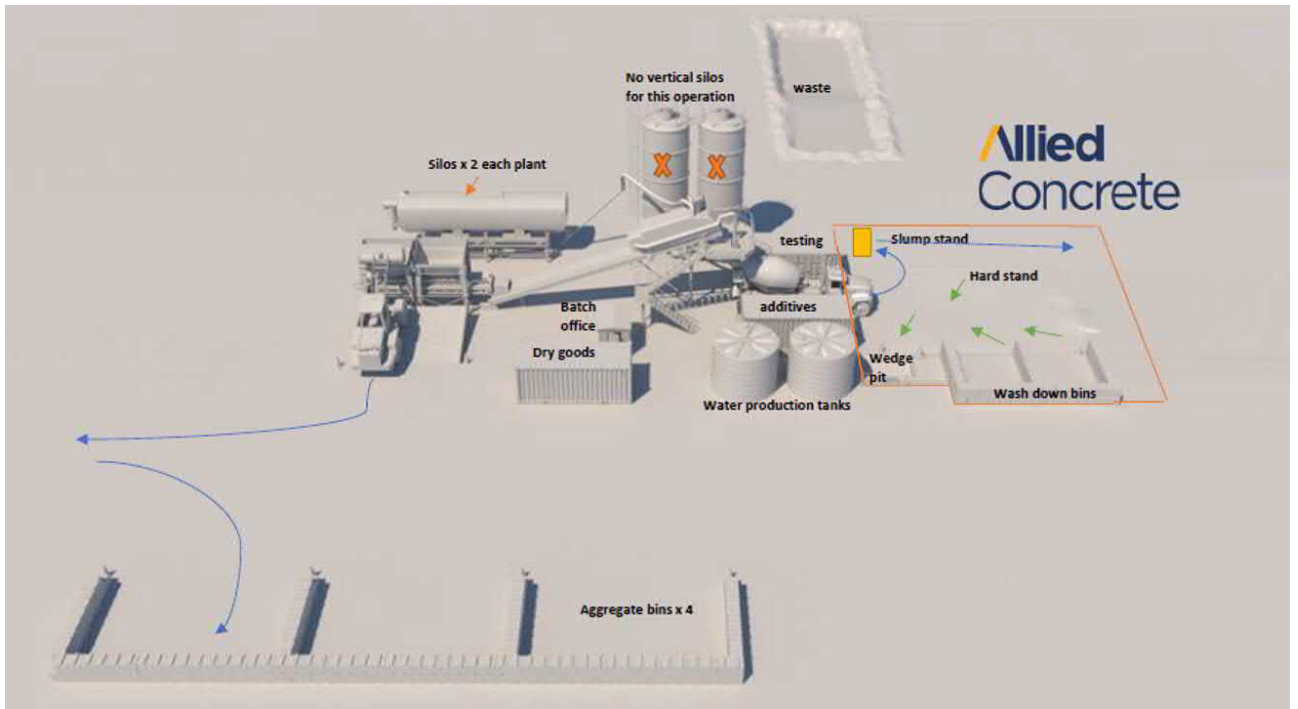 No vertical silos
for this operation
waste
Allied
Concrete
Silos x 2 each plant
testing
Slump stand
Hard stand
Batch
office
additives
Dry goods
Wedge
pit
Water production tanks
Wash down bins
Aggregate bins x 4